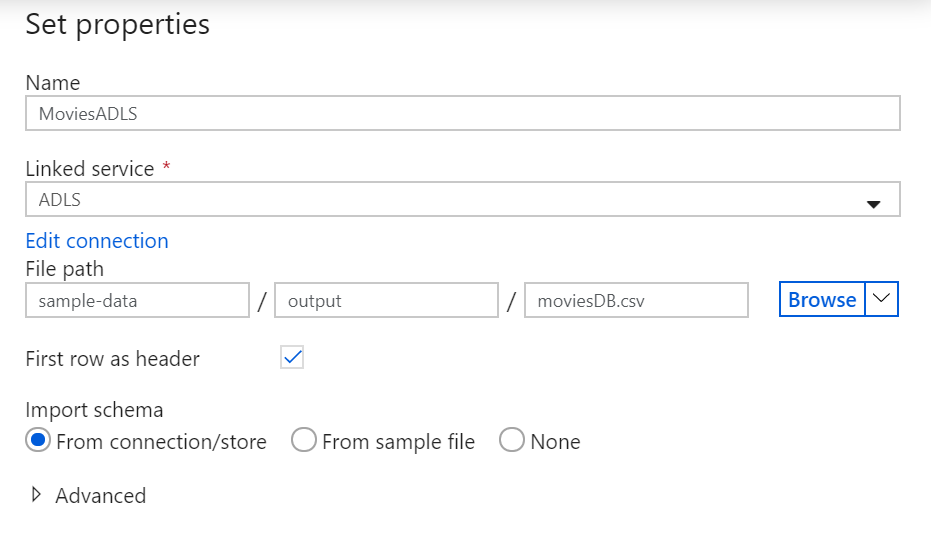 Set properties
Name
MoviesADLS
Linked service *
ADLS
Edit connection
File path
sample-data / output / moviesDB.csv Browse
First row as header
Import schema
From connection/store From sample file None
Advanced